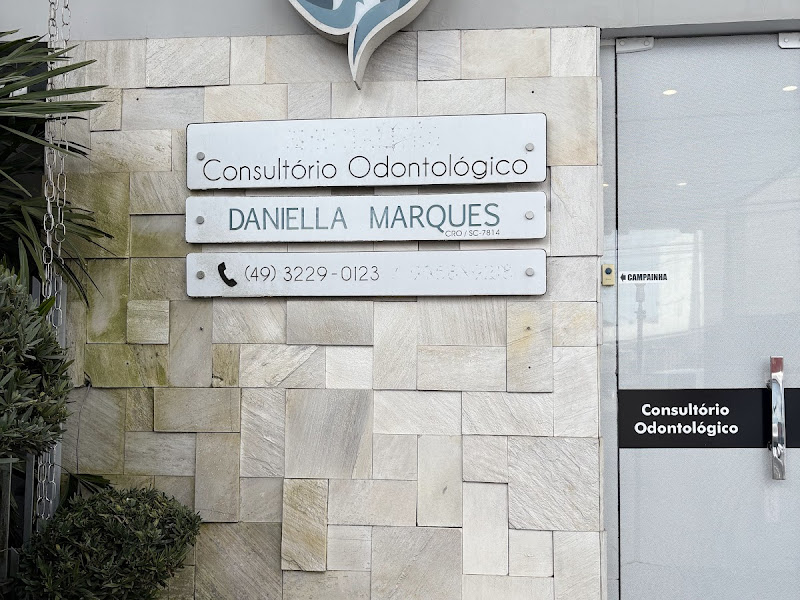 Consultório Odontológico
DANIELLA MARQUES
CRO / SC-7814
(49) 3229-0123
CAMPAINHA
Consultório
Odontológico